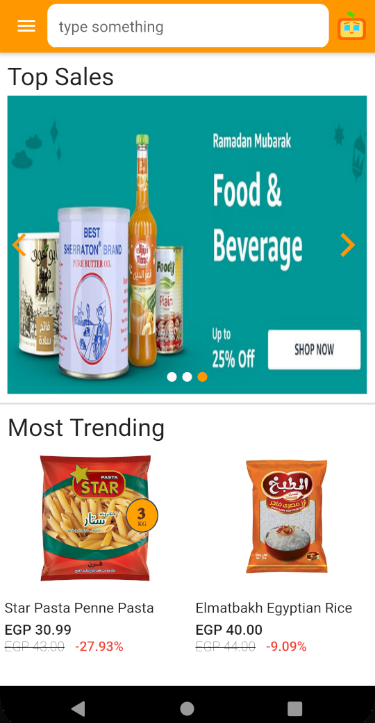 type something
Top Sales
Ramadan Mubarak
Food &
Beverage
BEST
SHERRATON® BRAND
PURE BUTTER OIL
Foody
Plain
Up to
25% Off
SHOP NOW
Most Trending
PASTA
STAR
ستار
3
KG
المطبخ
Star Pasta Penne Pasta
Elmatbakh Egyptian Rice
EGP 30.99
EGP 40.00
EGP 43.00 -27.93%
EGP 44.00 -9.09%